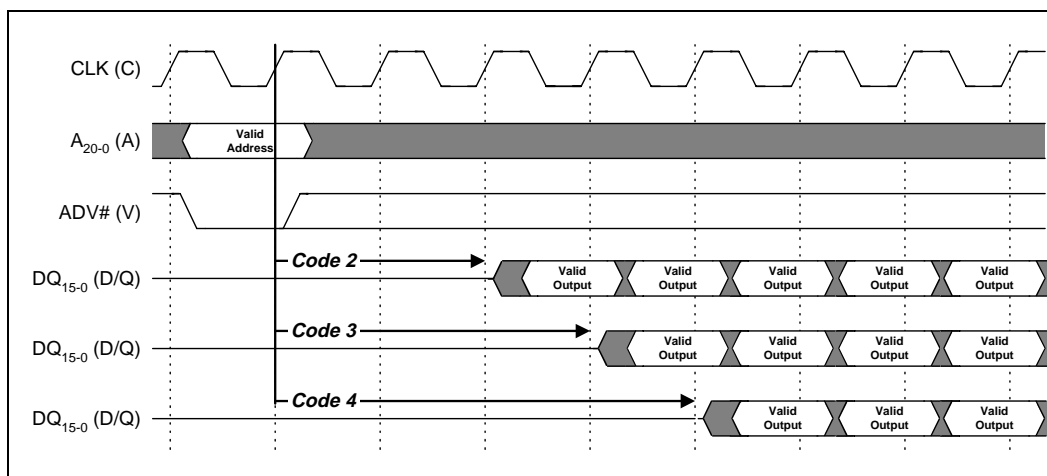 CLK (C)
A20-0 (A)
Valid
Address
ADV# (V)
Code 2
DQ15-0 (D/Q)
Valid
Output
Valid
Output
Valid
Output
Valid
Output
Valid
Output
Code 3
DQ15-0 (D/Q)
Valid
Output
Valid
Output
Valid
Output
Valid
Output
Code 4
DQ15-0 (D/Q)
Valid
Output
Valid
Output
Valid
Output